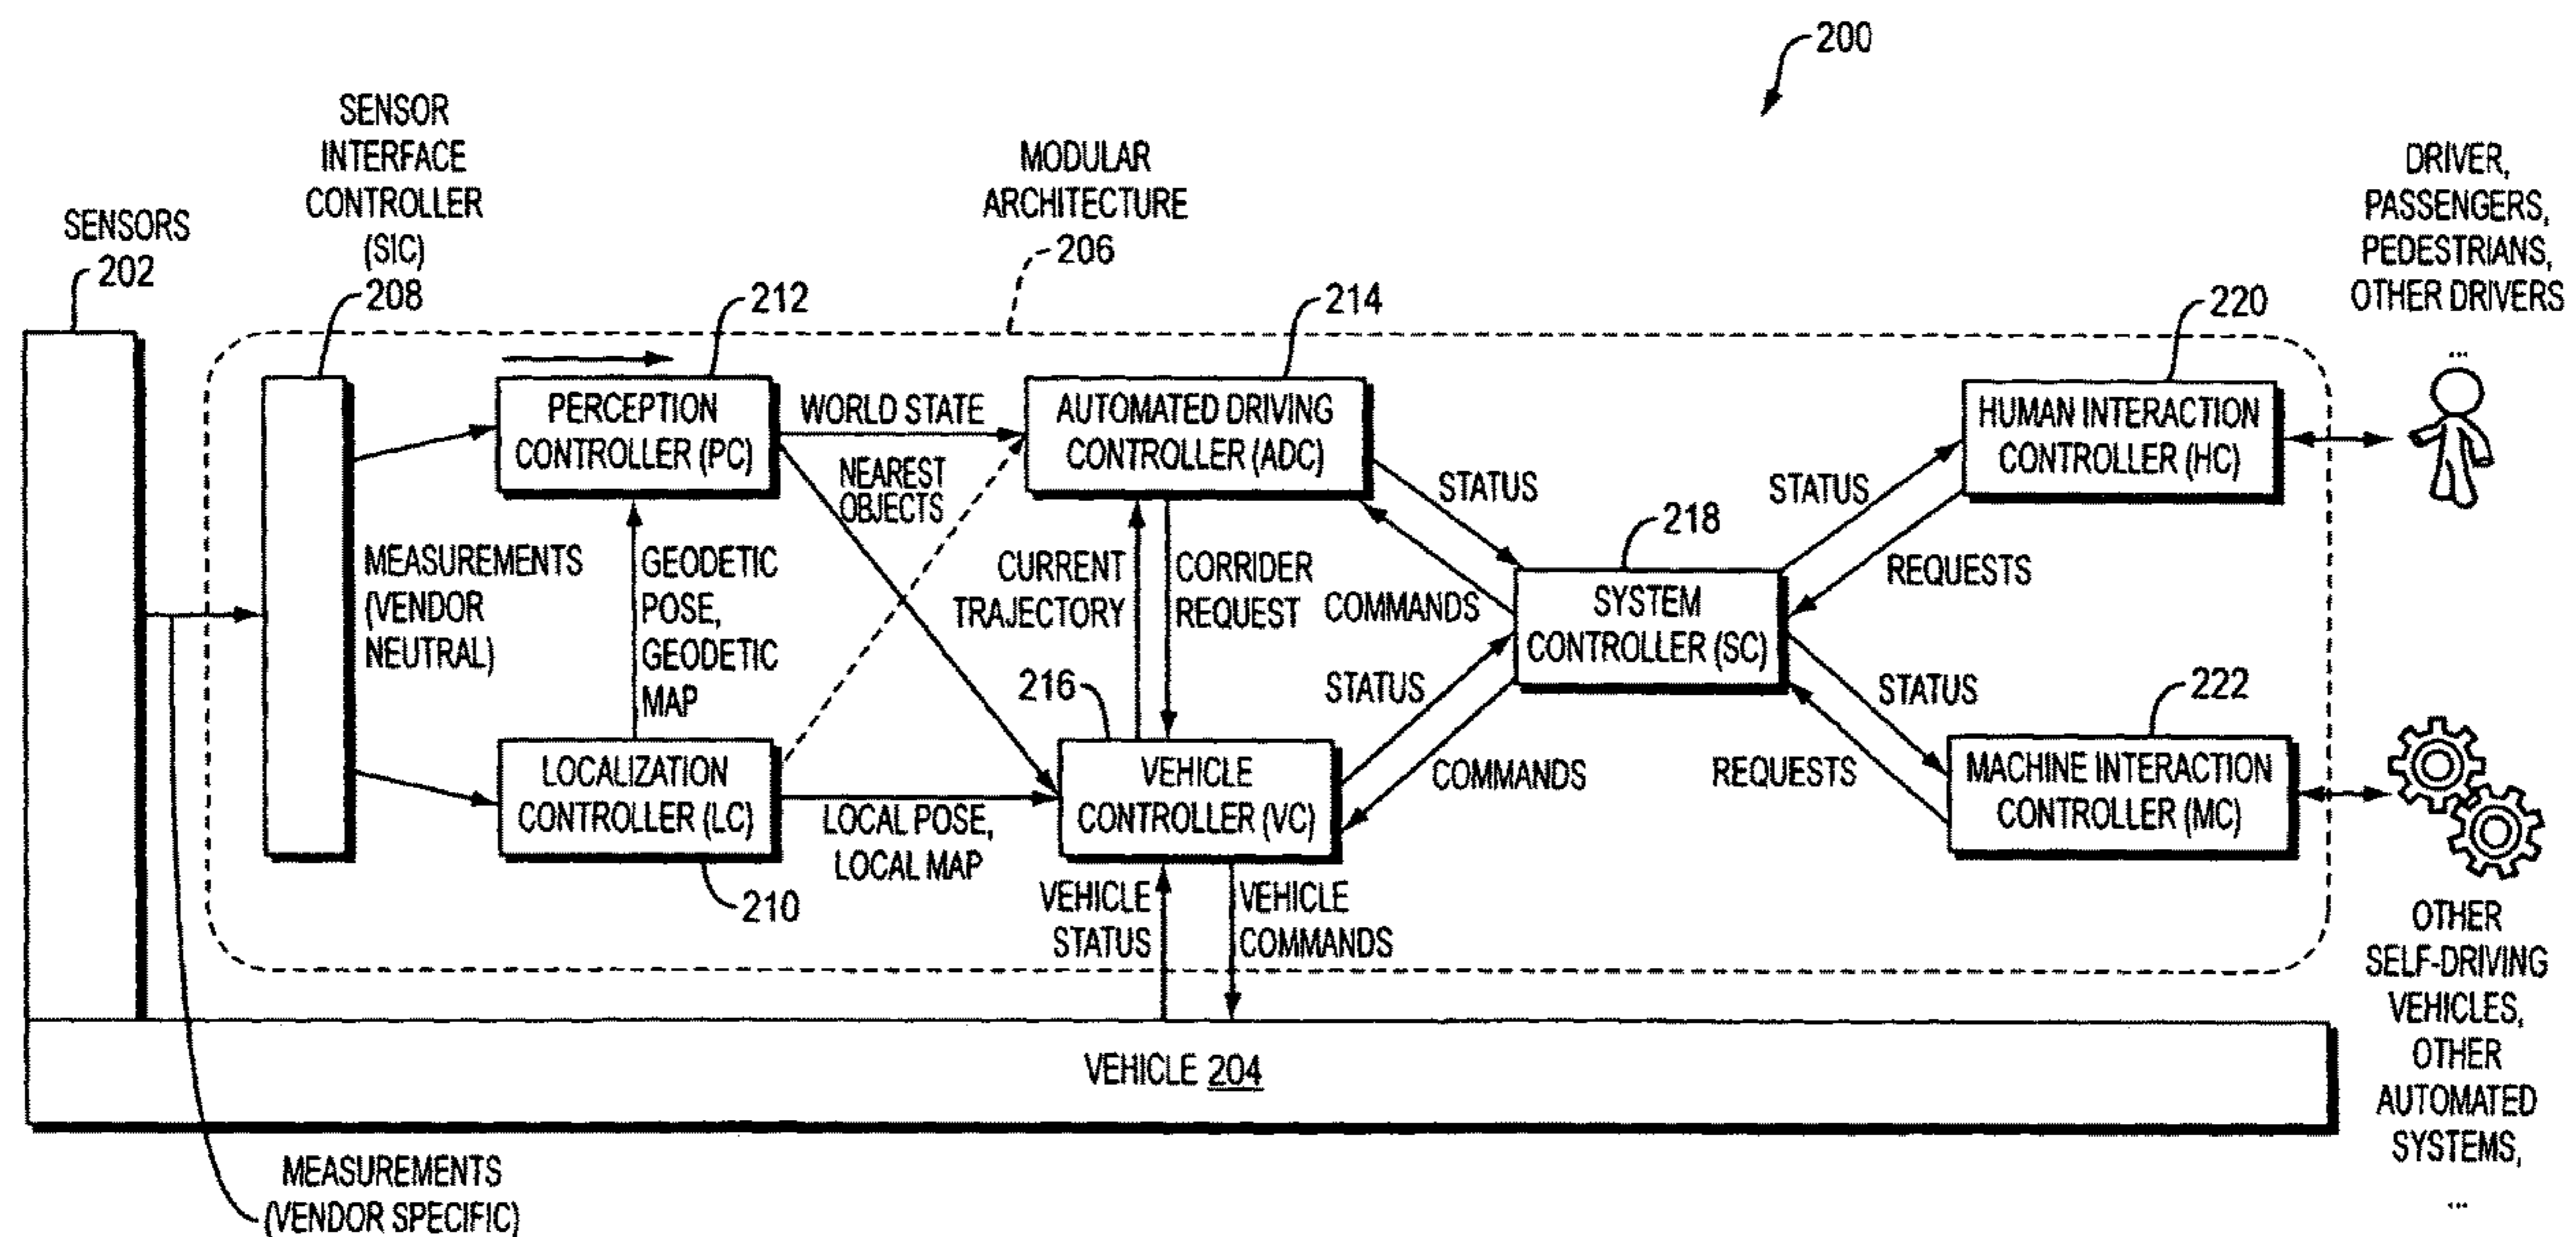 200
SENSOR
INTERFACE
CONTROLLER
(SIC)
208
MODULAR
ARCHITECTURE
206
DRIVER,
PASSENGERS,
PEDESTRIANS,
OTHER DRIVERS
...
SENSORS
202
212
214
220
PERCEPTION
CONTROLLER (PC)
WORLD STATE
AUTOMATED DRIVING
CONTROLLER (ADC)
HUMAN INTERACTION
CONTROLLER (HC)
NEAREST
OBJECTS
STATUS
STATUS
218
MEASUREMENTS
(VENDOR
NEUTRAL)
GEODETIC
POSE,
GEODETIC
MAP
CURRENT
TRAJECTORY
CORRIDER
REQUEST
COMMANDS
SYSTEM
CONTROLLER (SC)
REQUESTS
216
STATUS
STATUS
222
LOCALIZATION
CONTROLLER (LC)
VEHICLE
CONTROLLER (VC)
COMMANDS
REQUESTS
MACHINE INTERACTION
CONTROLLER (MC)
LOCAL POSE,
LOCAL MAP
210
VEHICLE
STATUS
VEHICLE
COMMANDS
OTHER
SELF-DRIVING
VEHICLES,
OTHER
AUTOMATED
SYSTEMS,
...
VEHICLE 204
MEASUREMENTS
(VENDOR SPECIFIC)